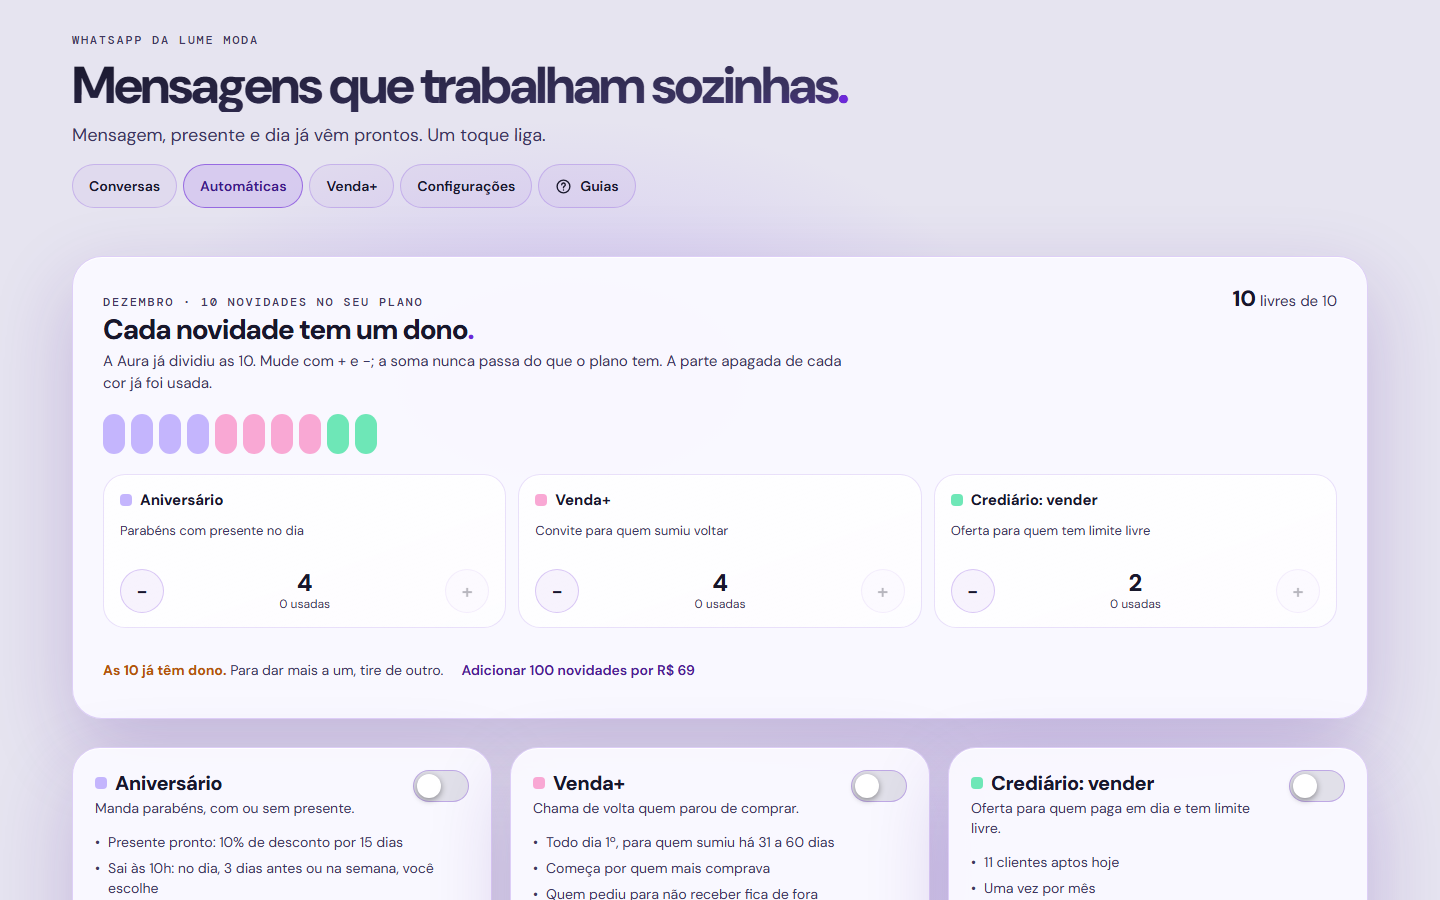 WHATSAPP DA LUME MODA
Mensagens que trabalham sozinhas.
Mensagem, presente e dia já vêm prontos. Um toque liga.
Conversas
Automáticas
Venda+
Configurações
Guias
DEZEMBRO · 10 NOVIDADES NO SEU PLANO
10 livres de 10
Cada novidade tem um dono.
A Aura já dividiu as 10. Mude com + e −; a soma nunca passa do que o plano tem. A parte apagada de cada
cor já foi usada.
Aniversário
Parabéns com presente no dia
−
4
0 usadas
+
Venda+
Convite para quem sumiu voltar
−
4
0 usadas
+
Crediário: vender
Oferta para quem tem limite livre
−
2
0 usadas
+
As 10 já têm dono. Para dar mais a um, tire de outro.
Adicionar 100 novidades por R$ 69
Aniversário
Manda parabéns, com ou sem presente.
• Presente pronto: 10% de desconto por 15 dias
• Sai às 10h: no dia, 3 dias antes ou na semana, você
escolhe
Venda+
Chama de volta quem parou de comprar.
• Todo dia 1º, para quem sumiu há 31 a 60 dias
• Começa por quem mais comprava
• Quem pediu para não receber fica de fora
Crediário: vender
Oferta para quem paga em dia e tem limite
livre.
• 11 clientes aptos hoje
• Uma vez por mês